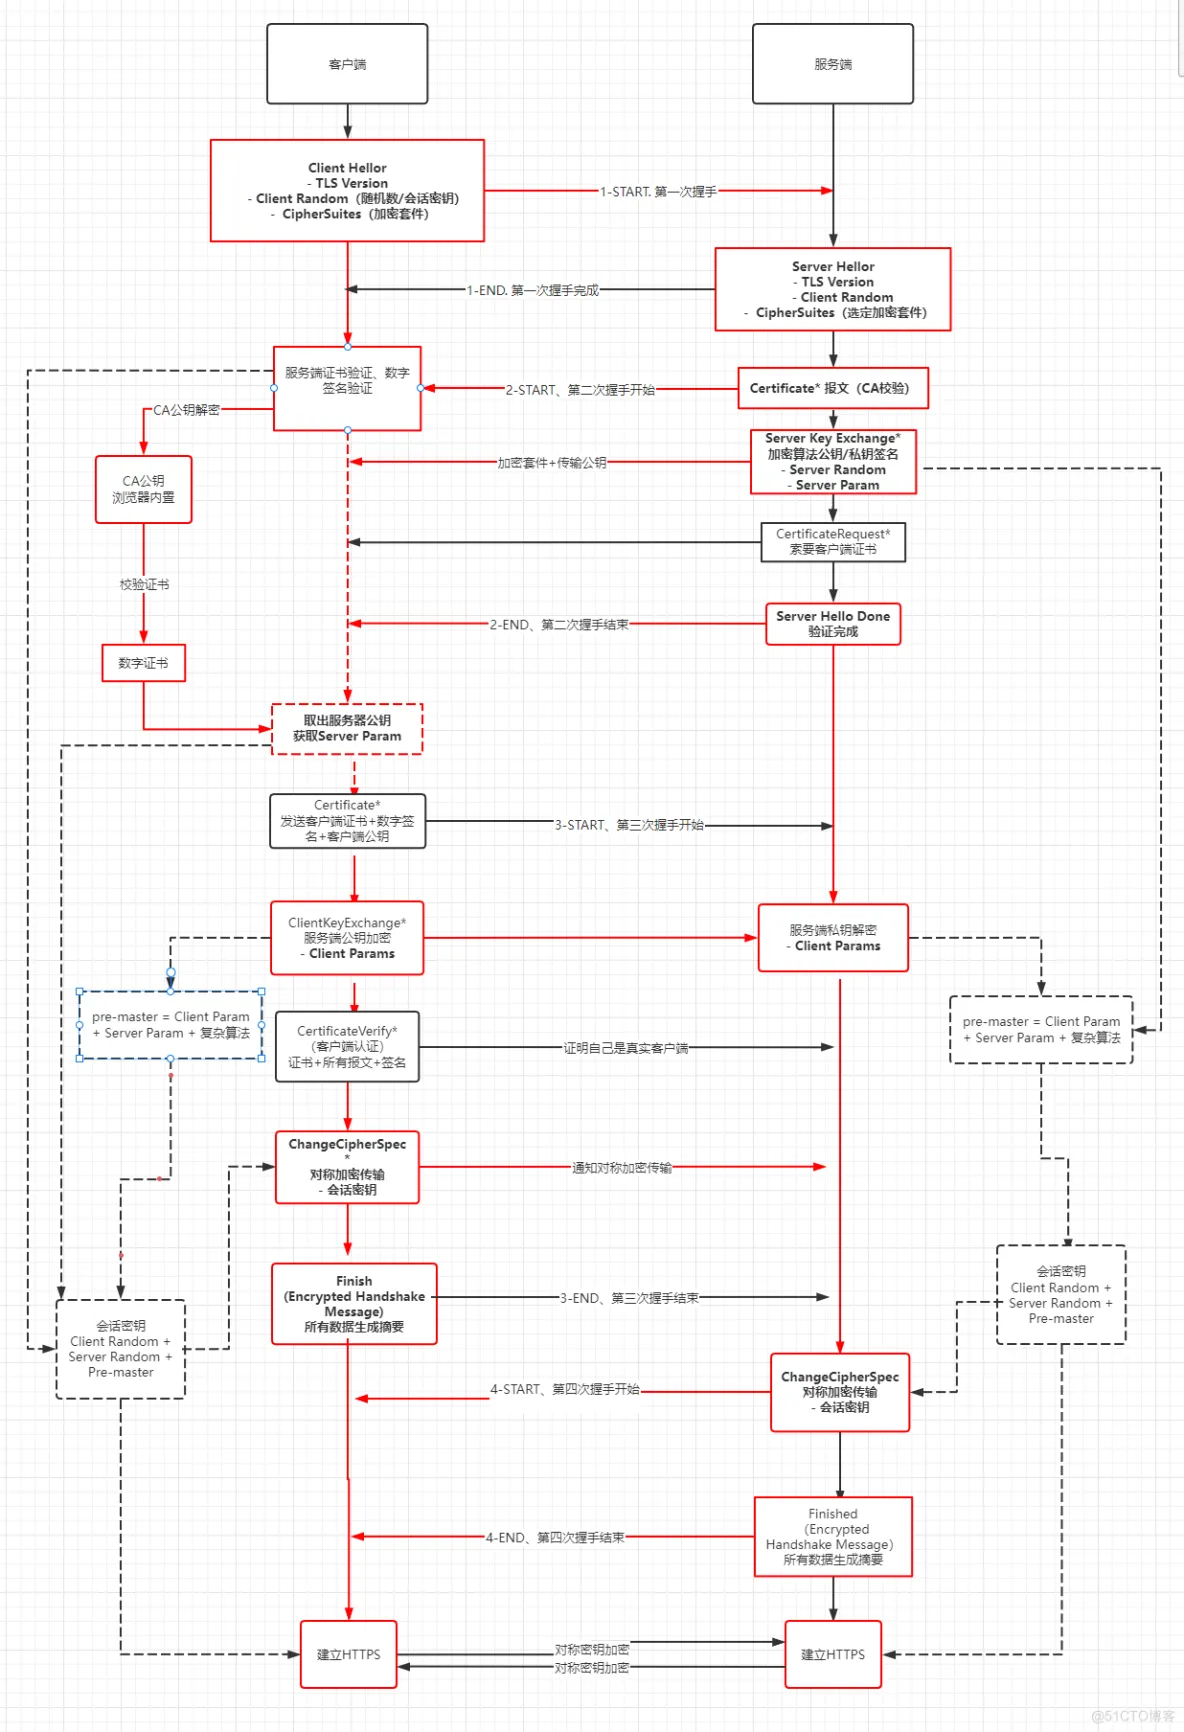 客户端
服务端
Client Hellor
- TLS Version
- Client Random（随机数/会话密钥）
- CipherSuites（加密套件）
1-START. 第一次握手
Server Hellor
- TLS Version
- Client Random
- CipherSuites（选定加密套件）
1-END. 第一次握手完成
服务端证书验证、数字
签名验证
2-START、第二次握手开始
Certificate* 报文（CA校验）
CA公钥解密
Server Key Exchange*
加密算法公钥/私钥签名
- Server Random
- Server Param
加密套件+传输公钥
CA公钥
浏览器内置
CertificateRequest*
索要客户端证书
校验证书
2-END、第二次握手结束
Server Hello Done
验证完成
数字证书
取出服务器公钥
获取Server Param
Certificate*
发送客户端证书+数字签
名+客户端公钥
3-START、第三次握手开始
ClientKeyExchange*
服务端公钥加密
- Client Params
服务端私钥解密
- Client Params
pre-master = Client Param
+ Server Param + 复杂算法
pre-master = Client Param
+ Server Param + 复杂算法
CertificateVerify*
（客户端认证）
证书+所有报文+签名
证明自己是真实客户端
ChangeCipherSpec
*
对称加密传输
- 会话密钥
通知对称加密传输
会话密钥
Client Random +
Server Random +
Pre-master
Finish
（Encrypted Handshake
Message）
所有数据生成摘要
3-END、第三次握手结束
会话密钥
Client Random +
Server Random +
Pre-master
4-START、第四次握手开始
ChangeCipherSpec
对称加密传输
- 会话密钥
4-END、第四次握手结束
Finished
（Encrypted
Handshake Message）
所有数据生成摘要
建立HTTPS
对称密钥加密
对称密钥加密
建立HTTPS
@51CTO博客